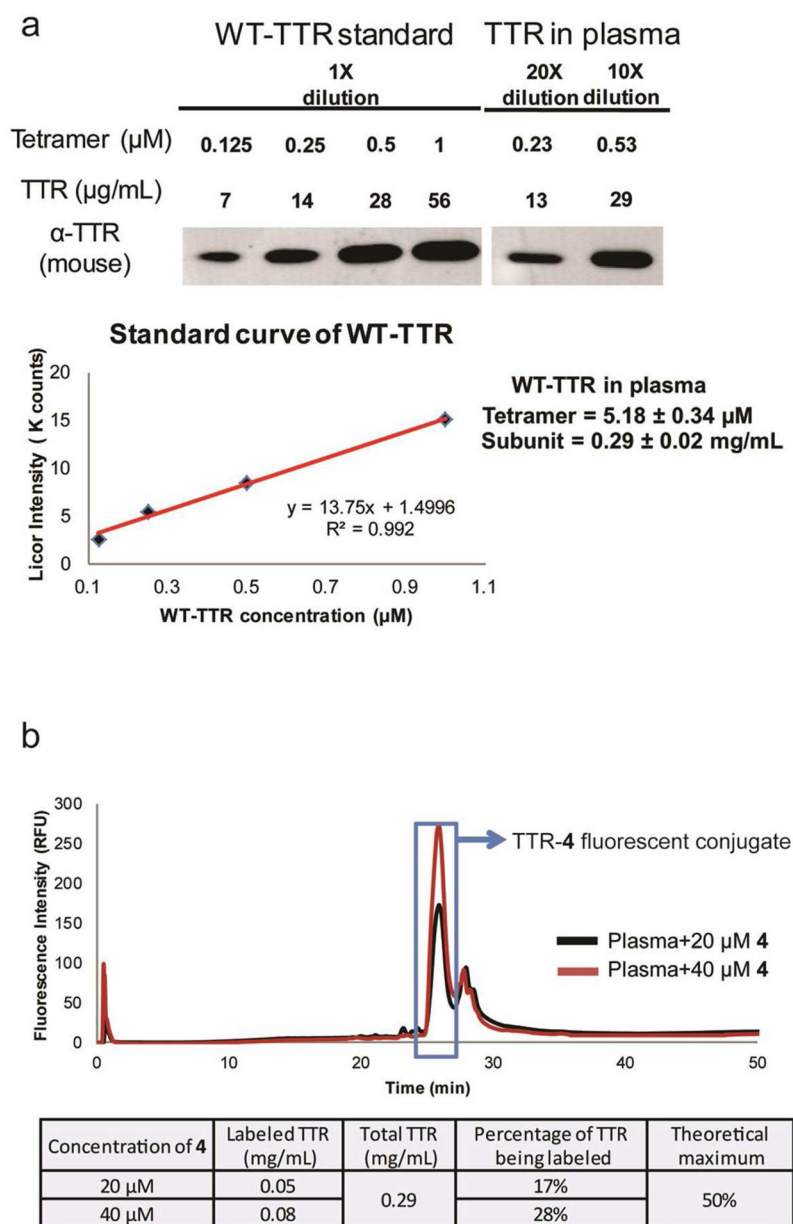 a
WT-TTR standard
TTR in plasma
1X
dilution
20X 10X
dilution dilution
Tetramer (µM) 0.125 0.25 0.5 1 0.23 0.53
TTR (µg/mL) 7 14 28 56 13 29
α-TTR
(mouse)
Standard curve of WT-TTR
Licor Intensity ( K counts)
20
15
10
5
0
y = 13.75x + 1.4996
R² = 0.992
0.1 0.3 0.5 0.7 0.9 1.1
WT-TTR concentration (µM)
WT-TTR in plasma
Tetramer = 5.18 ± 0.34 µM
Subunit = 0.29 ± 0.02 mg/mL
b
Fluorescence Intensity (RFU)
300
250
200
150
100
50
0
TTR-4 fluorescent conjugate
Plasma+20 µM 4
Plasma+40 µM 4
0 10 20 30 40 50
Time (min)
Concentration of 4 Labeled TTR (mg/mL) Total TTR (mg/mL) Percentage of TTR being labeled Theoretical maximum
20 µM 0.05 0.29 17% 50%
40 µM 0.08 28%